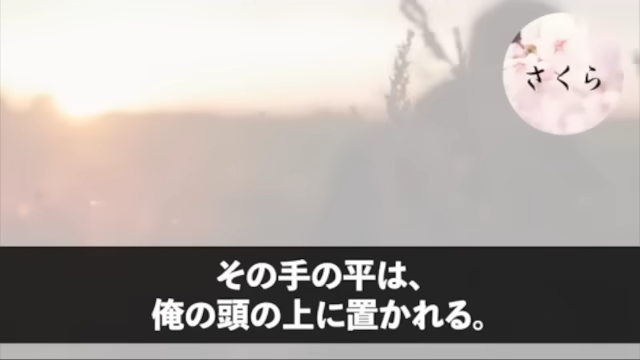 さくら
その手の平は、
俺の頭の上に置かれる。